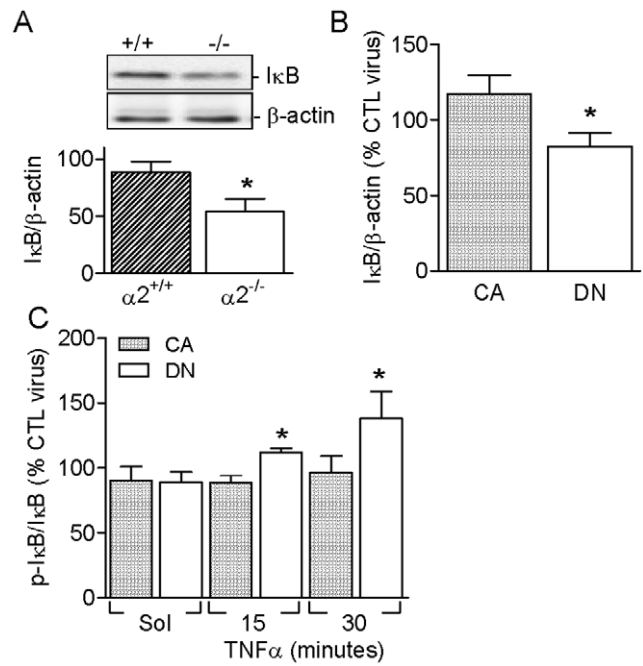 A
+/+ -/-
IκB
β-actin
IκB/β-actin
100
50
0
*
α2+/+ α2-/-
B
IκB/β-actin (% CTL virus)
150
100
50
0
*
CA DN
C
p-IκB/IκB (% CTL virus)
200
150
100
50
0
CA
DN
*
*
Sol 15 30
TNFα (minutes)